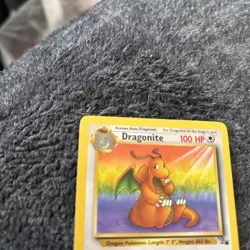 Evolves from Dragonair Put Dragonite on the Stage 1 card
Dragonite 100 HP
Dragon Pokémon. Length: 7' 3", Weight: 463 lbs.